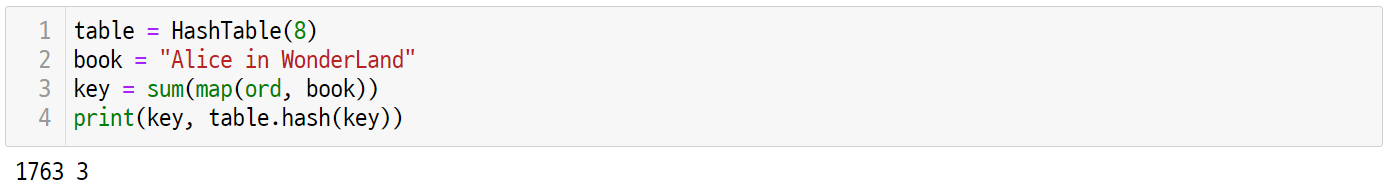 1 table = HashTable(8)
2 book = "Alice in WonderLand"
3 key = sum(map(ord, book))
4 print(key, table.hash(key))
1763 3